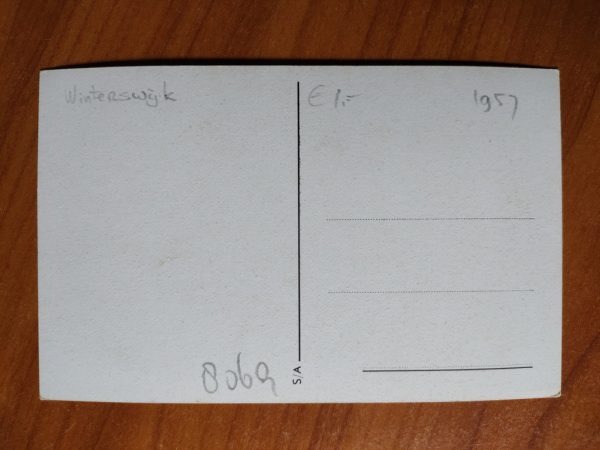 Winterswijk
€ 1,-
1957
8069
S/A